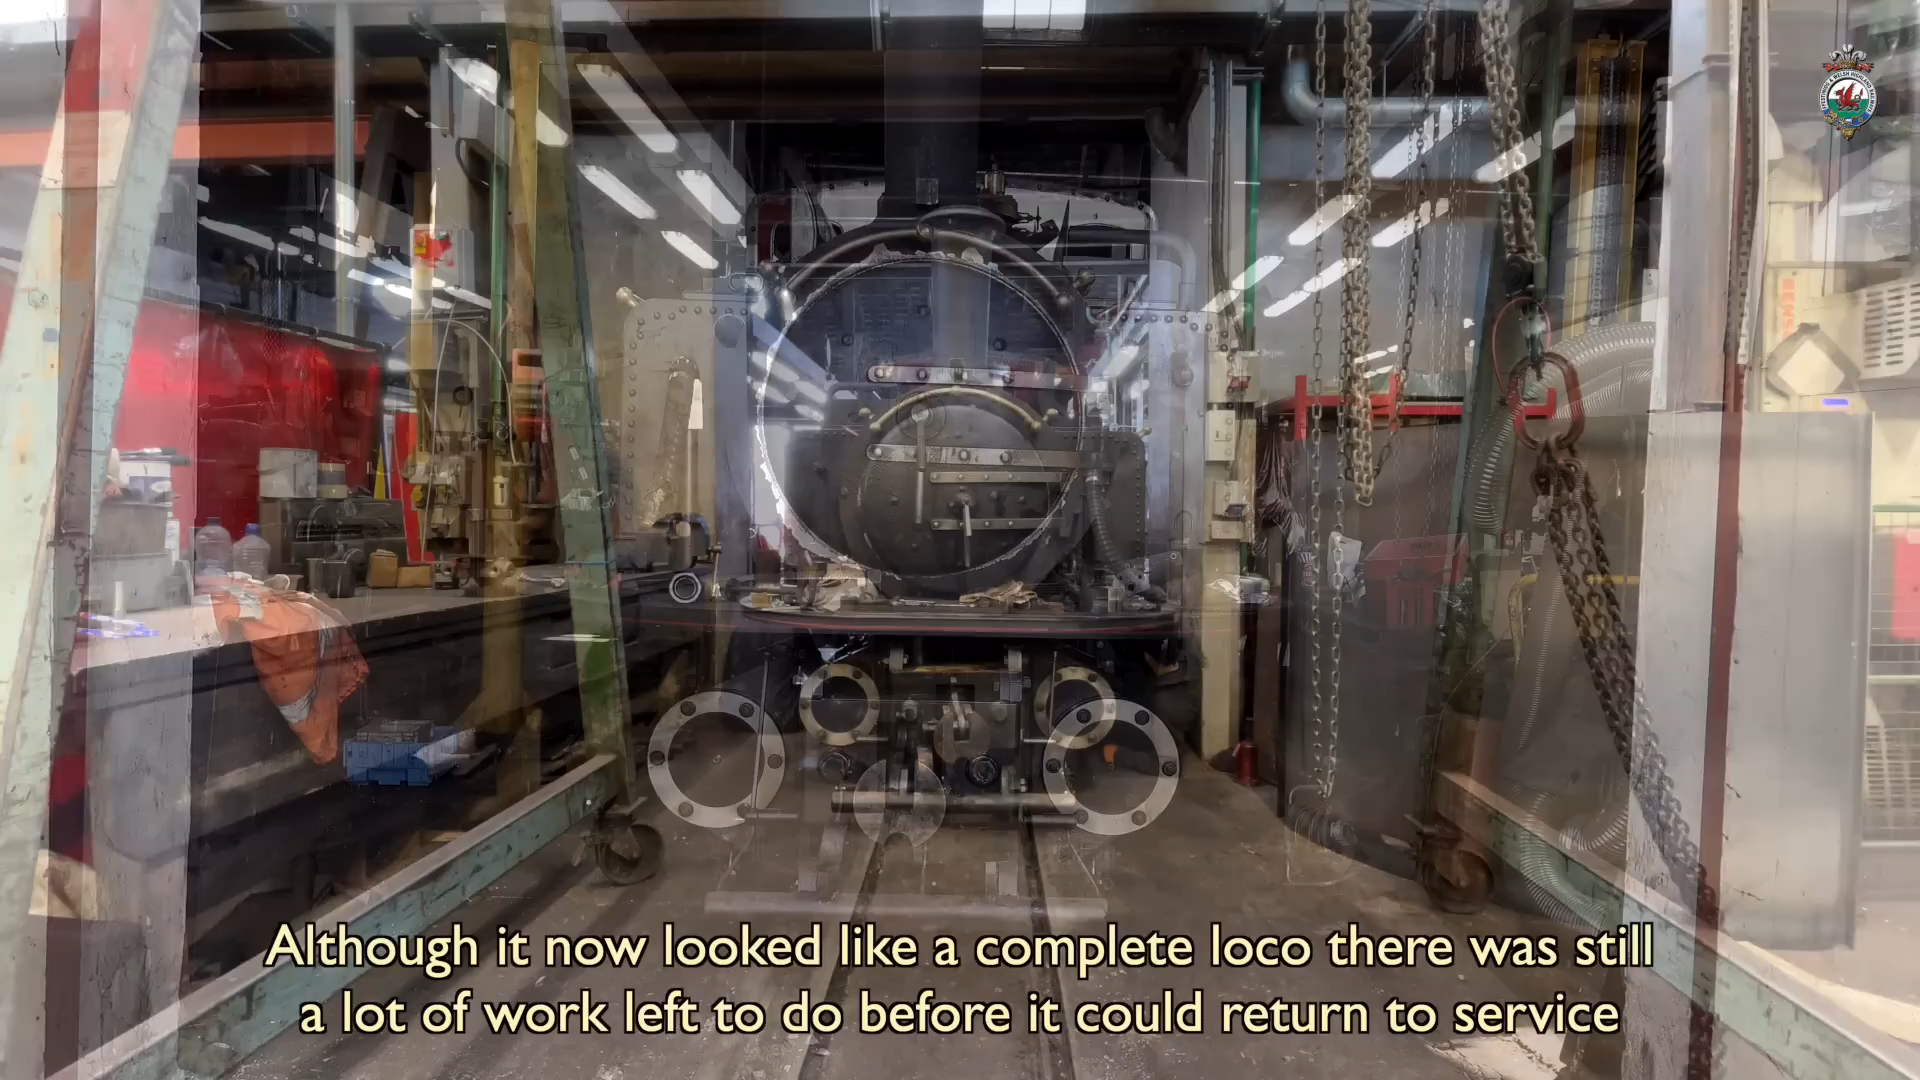 Although it now looked like a complete loco there was still
a lot of work left to do before it could return to service